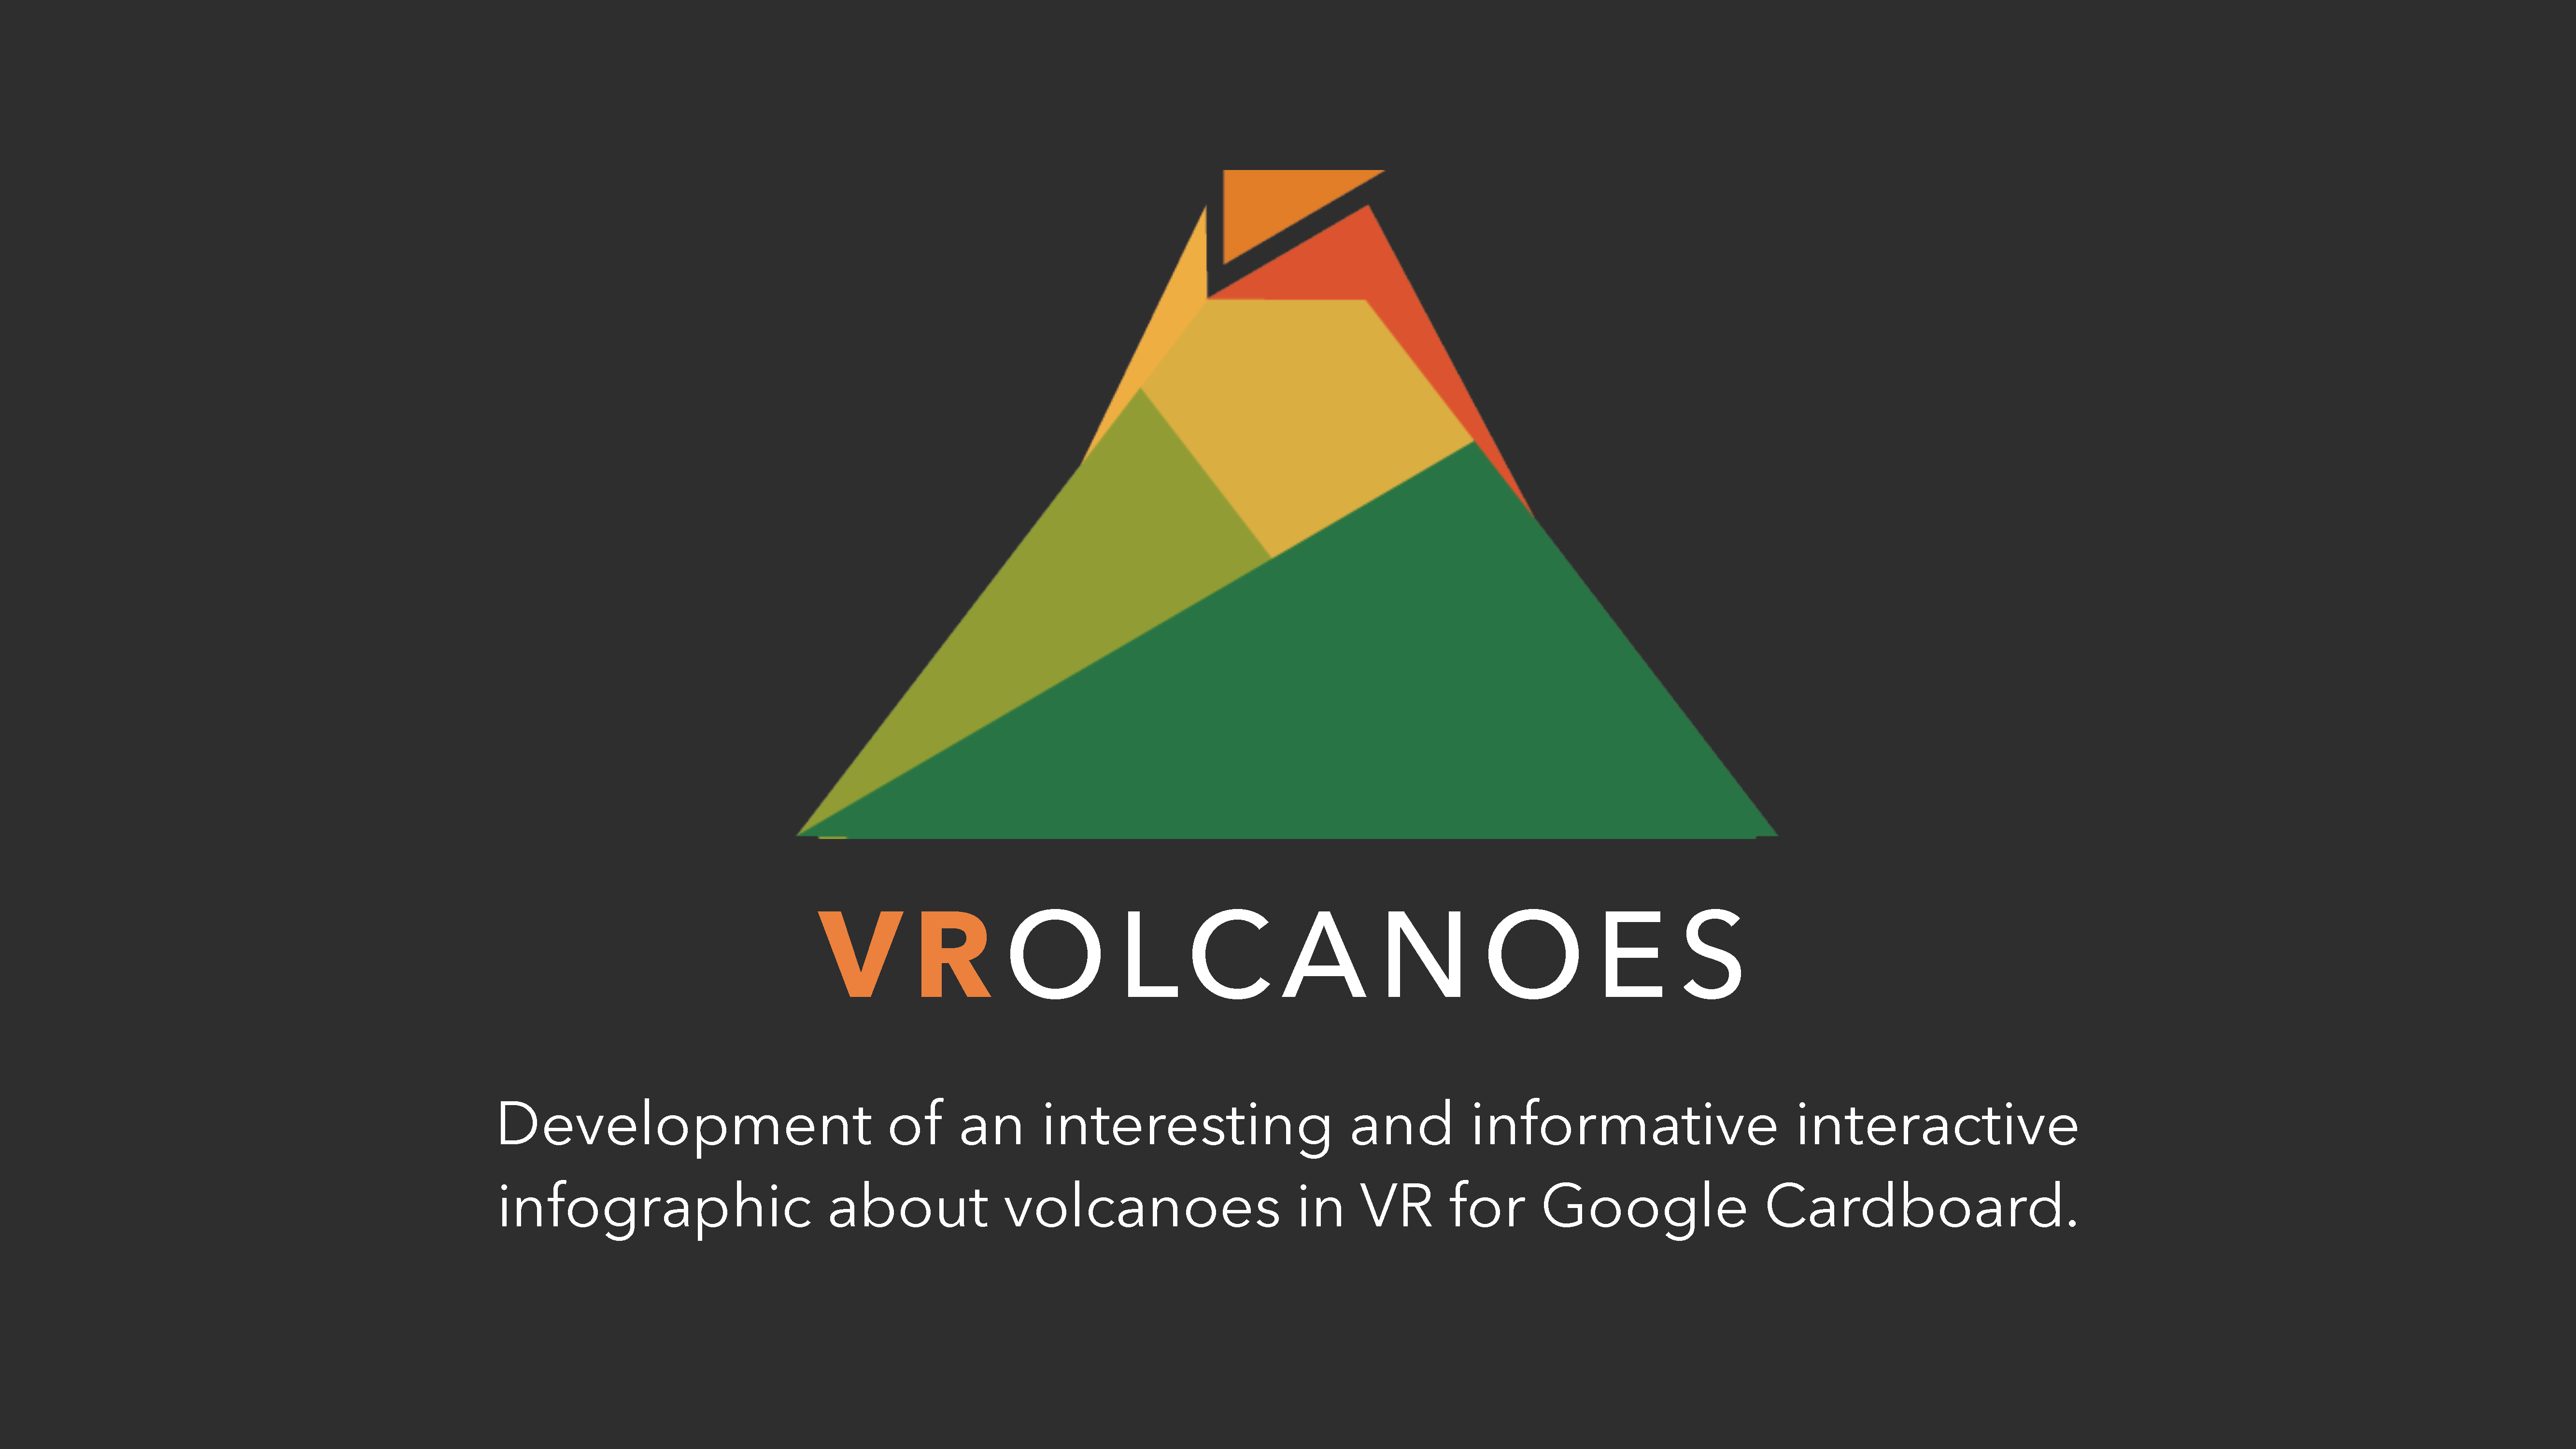 VROLCANOES
Development of an interesting and informative interactive
infographic about volcanoes in VR for Google Cardboard.